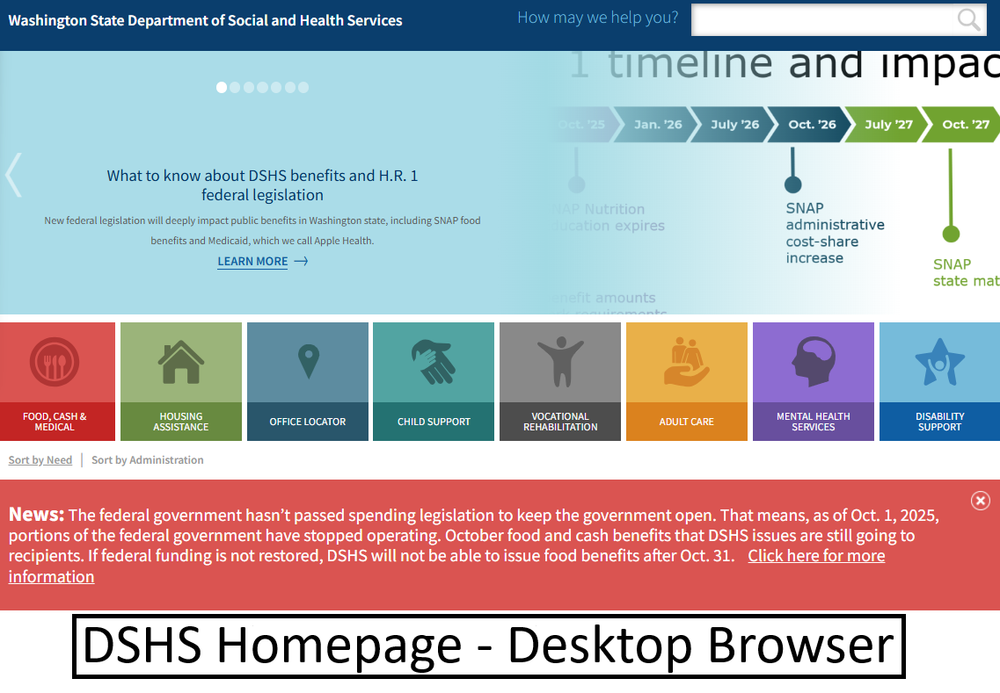 Washington State Department of Social and Health Services
How may we help you?
1 timeline and impac
Oct. '25
Jan. '26
July '26
Oct. '26
July '27
Oct. '27
What to know about DSHS benefits and H.R. 1
federal legislation
New federal legislation will deeply impact public benefits in Washington state, including SNAP food
benefits and Medicaid, which we call Apple Health.
LEARN MORE
NAP Nutrition
ucation expires
SNAP
administrative
cost-share
increase
SNAP
state mat
nefit amounts
FOOD, CASH &
MEDICAL
HOUSING
ASSISTANCE
OFFICE LOCATOR
CHILD SUPPORT
VOCATIONAL
REHABILITATION
ADULT CARE
MENTAL HEALTH
SERVICES
DISABILITY
SUPPORT
Sort by Need | Sort by Administration
News: The federal government hasn't passed spending legislation to keep the government open. That means, as of Oct. 1, 2025,
portions of the federal government have stopped operating. October food and cash benefits that DSHS issues are still going to
recipients. If federal funding is not restored, DSHS will not be able to issue food benefits after Oct. 31. Click here for more
information
DSHS Homepage - Desktop Browser